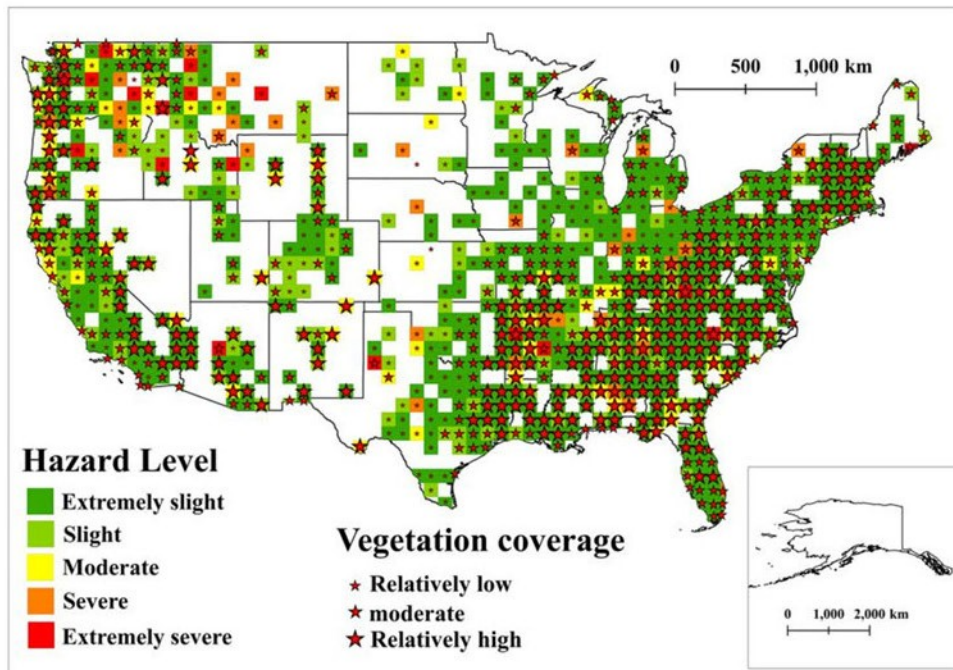 0 500 1,000 km
Hazard Level
Extremely slight
Slight
Moderate
Severe
Extremely severe
Vegetation coverage
Relatively low
moderate
Relatively high
0 1,000 2,000 km